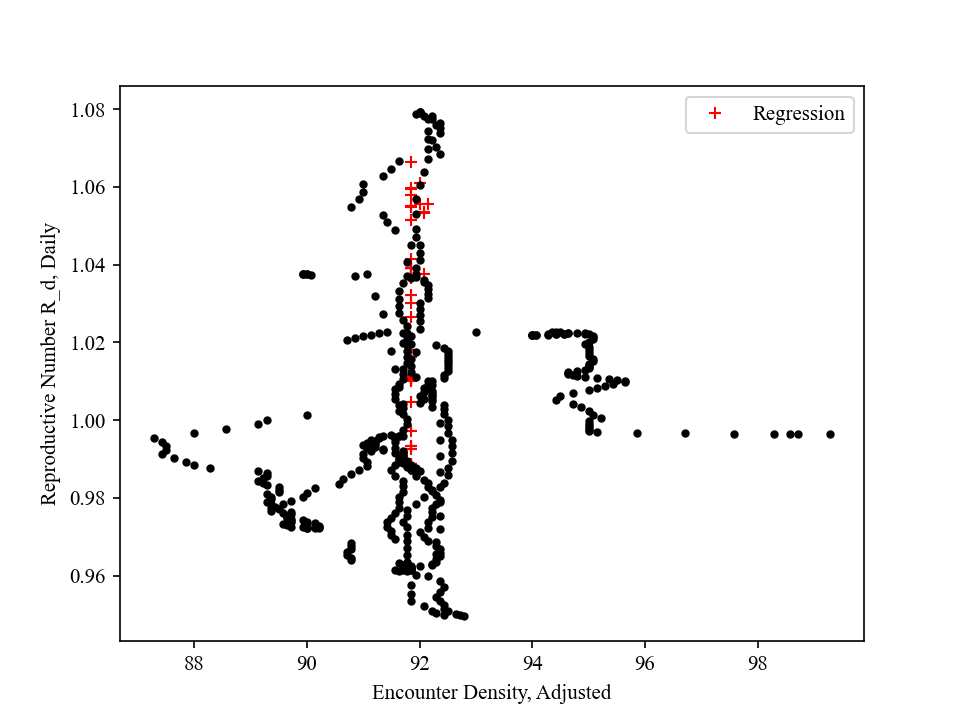 Regression
1.08
1.06
1.04
1.02
1.00
0.98
0.96
Reproductive Number R_d, Daily
88 90 92 94 96 98
Encounter Density, Adjusted